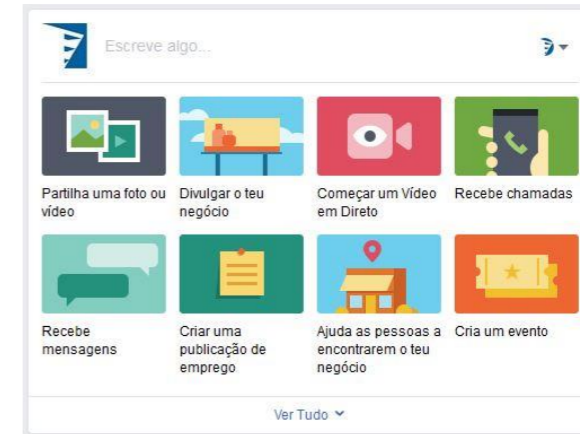 Escreve algo...
Partilha uma foto ou
vídeo
Divulgar o teu
negócio
Começar um Vídeo
em Direto
Recebe chamadas
Recebe
mensagens
Criar uma
publicação de
emprego
Ajuda as pessoas a
encontrarem o teu
negócio
Cria um evento
Ver Tudo